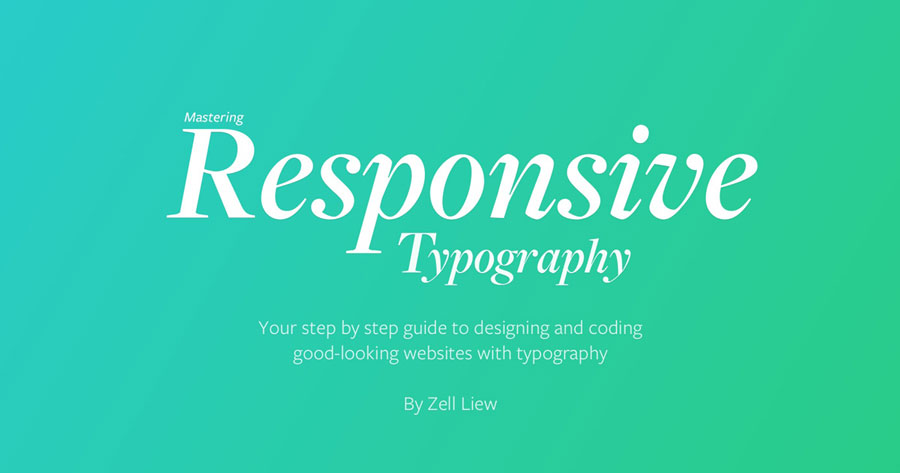 Mastering
Responsive
Typography
Your step by step guide to designing and coding
good-looking websites with typography
By Zell Liew